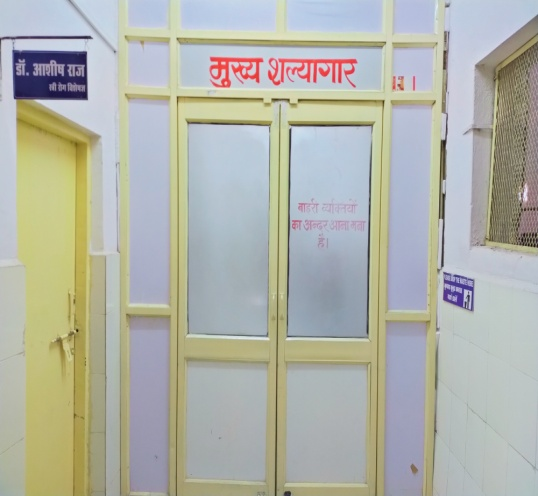 डॉ. आशीष राज
स्त्री रोग विशेषज्ञ
मुख्य शल्यागार
बाहरी व्यक्तियों
का अन्दर आना मना
है।